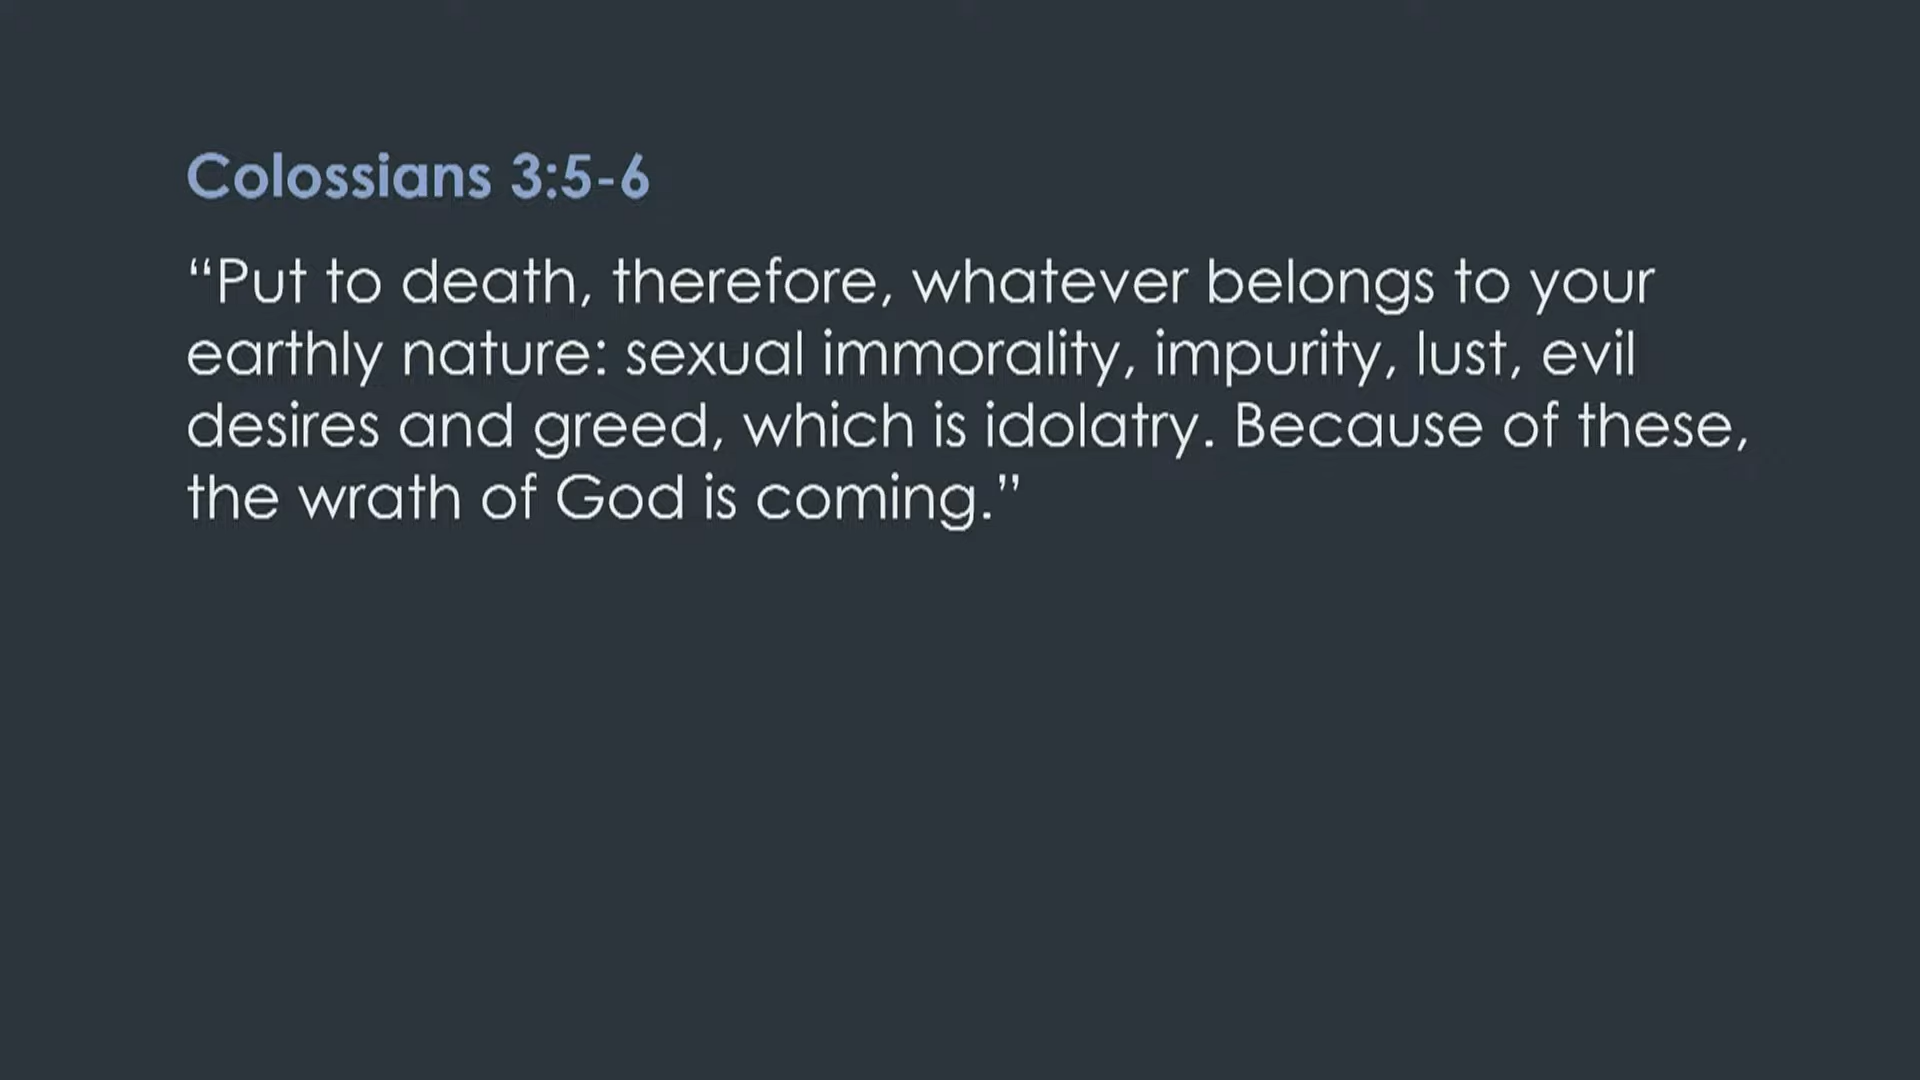 Colossians 3:5-6
“Put to death, therefore, whatever belongs to your
earthly nature: sexual immorality, impurity, lust, evil
desires and greed, which is idolatry. Because of these,
the wrath of God is coming.”